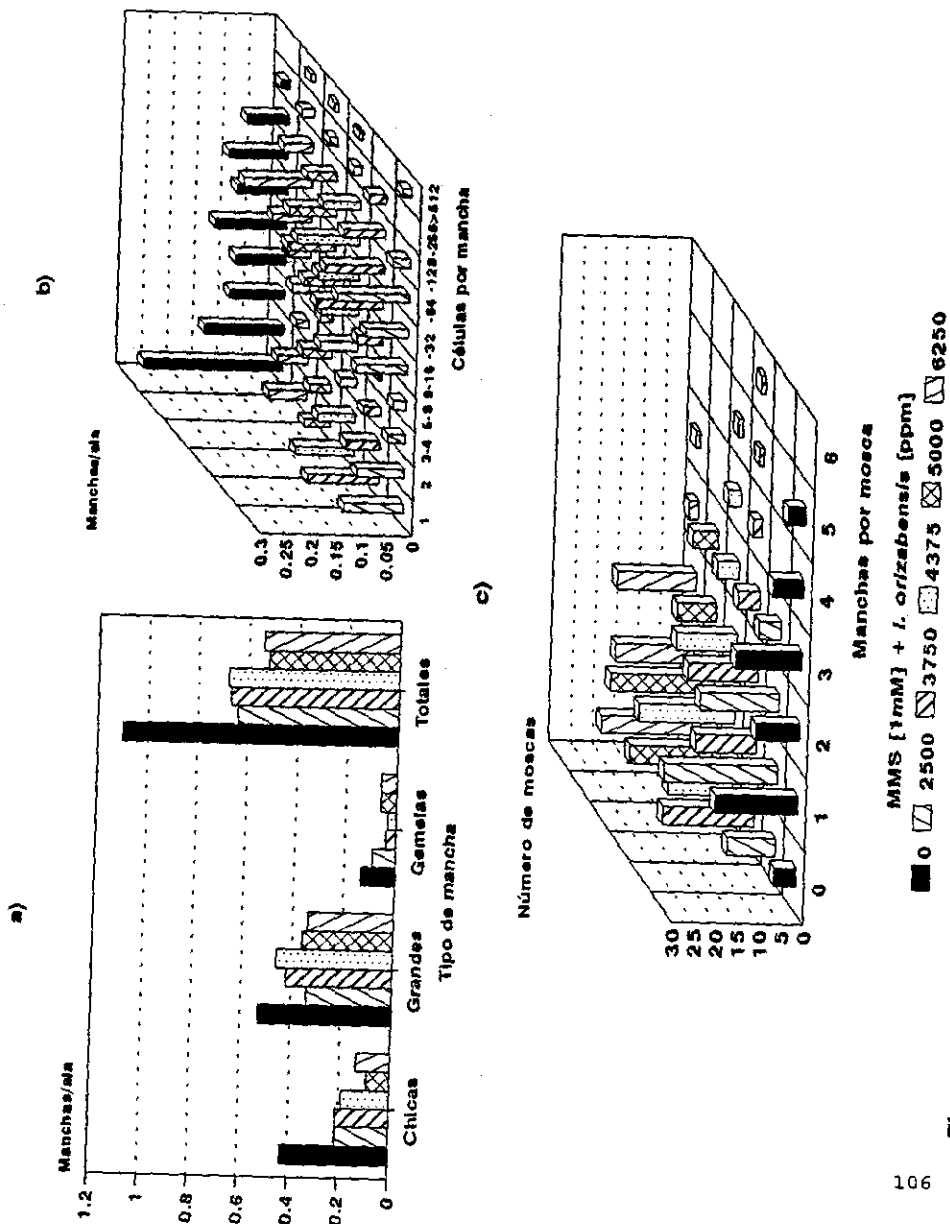 a)
Manchas/ala
1.2
1
0.8
0.6
0.4
0.2
0
Chicas Grandes Gemelas Totales
Tipo de mancha
b)
Manchas/ala
0.3
0.25
0.2
0.15
0.1
0.05
0
1 2 3-4 5-8 9-16 -32 -64 -128 -256 >512
Células por mancha
c)
Número de moscas
30
25
20
15
10
5
0
0 1 2 3 4 5 6
Manchas por mosca
MMS [1mM] + I. orizabensis [ppm]
0 2500 3750 4375 5000 6250
106